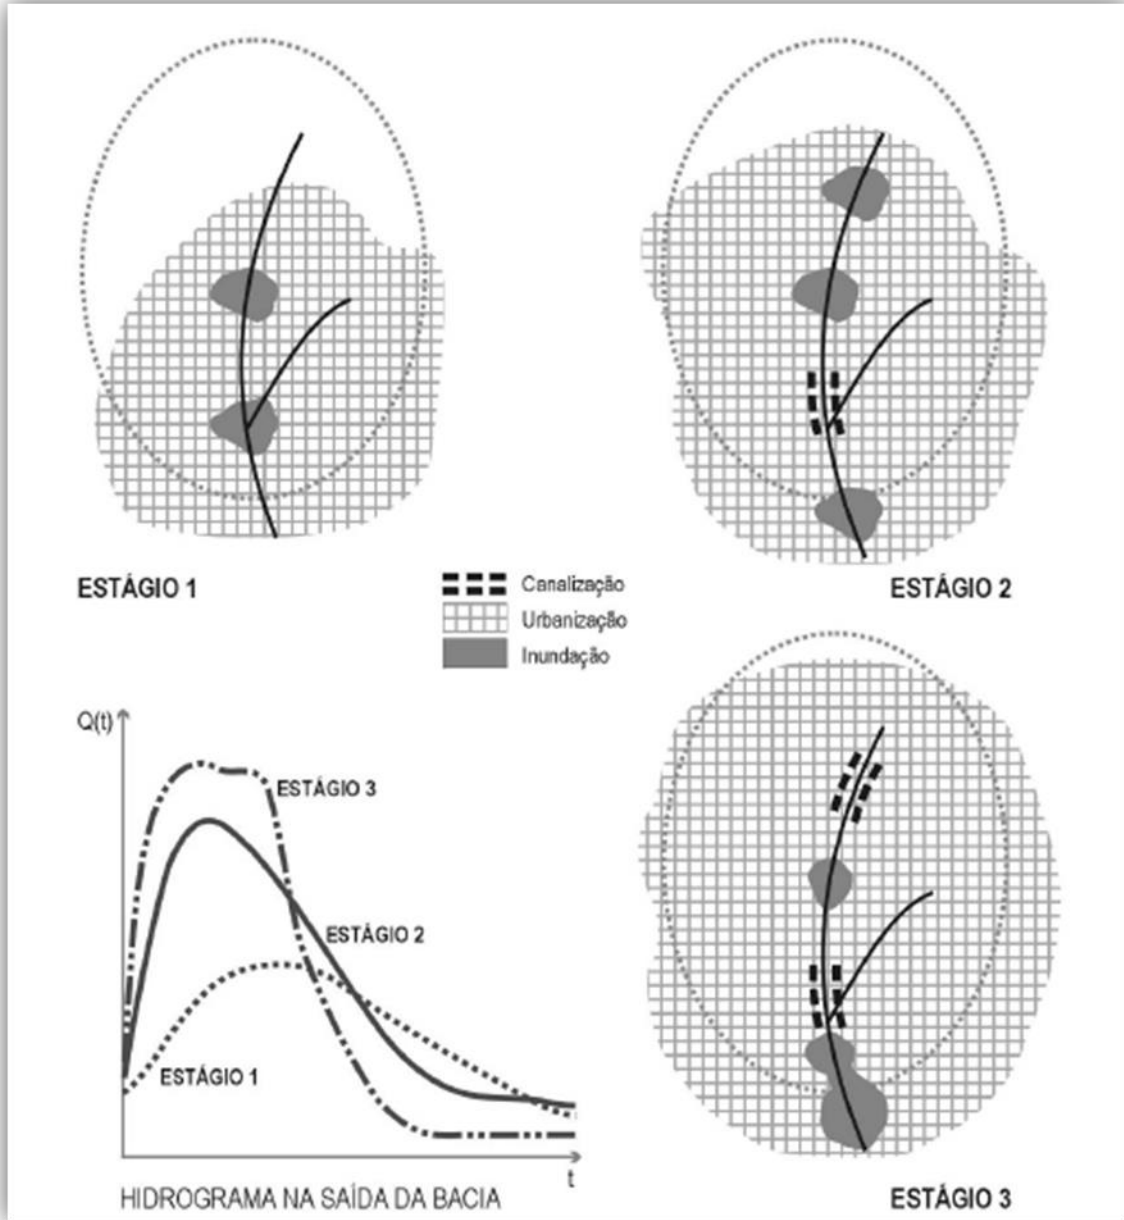 ESTÁGIO 1
Canalização
Urbanização
Inundação
ESTÁGIO 2
Q(t)
ESTÁGIO 3
ESTÁGIO 2
ESTÁGIO 1
t
HIDROGRAMA NA SAÍDA DA BACIA
ESTÁGIO 3